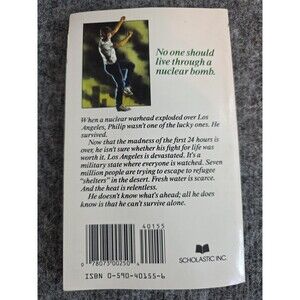 No one should
live through a
nuclear bomb.
When a nuclear warhead exploded over Los
Angeles, Philip wasn't one of the lucky ones. He
survived.
Now that the madness of the first 24 hours is
over, he isn't sure whether his fight for life was
worth it. Los Angeles is devastated. It's a
military state where everyone is watched. Seven
million people are trying to escape to refugee
"shelters" in the desert. Fresh water is scarce.
And the heat is relentless.
He doesn't know what's ahead; all he does
know is that he can't survive alone.
40155
0 78073 00250
ISBN 0-590-40155-6
SCHOLASTIC INC.